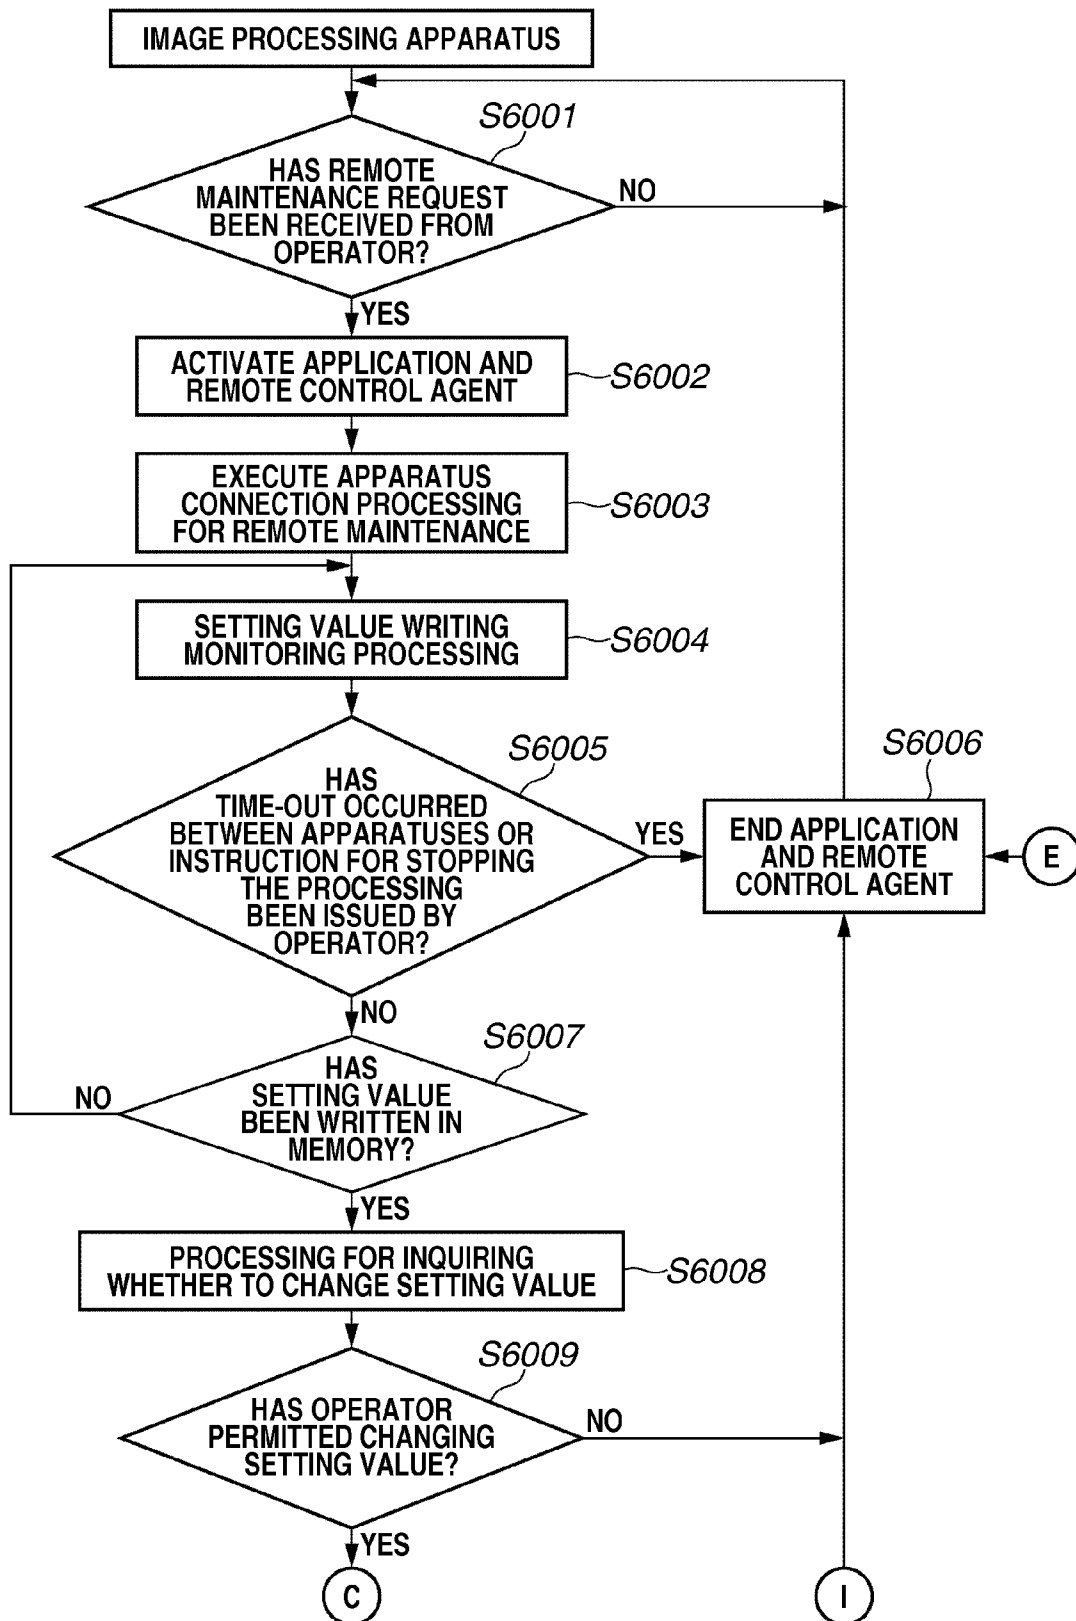 IMAGE PROCESSING APPARATUS
S6001
HAS REMOTE
MAINTENANCE REQUEST
BEEN RECEIVED FROM
OPERATOR?
NO
YES
ACTIVATE APPLICATION AND
REMOTE CONTROL AGENT
S6002
EXECUTE APPARATUS
CONNECTION PROCESSING
FOR REMOTE MAINTENANCE
S6003
SETTING VALUE WRITING
MONITORING PROCESSING
S6004
S6005
HAS
TIME-OUT OCCURRED
BETWEEN APPARATUSES OR
INSTRUCTION FOR STOPPING
THE PROCESSING
BEEN ISSUED BY
OPERATOR?
YES
S6006
END APPLICATION
AND REMOTE
CONTROL AGENT
E
NO
S6007
HAS
SETTING VALUE
BEEN WRITTEN IN
MEMORY?
NO
YES
PROCESSING FOR INQUIRING
WHETHER TO CHANGE SETTING VALUE
S6008
S6009
HAS OPERATOR
PERMITTED CHANGING
SETTING VALUE?
NO
YES
C
I